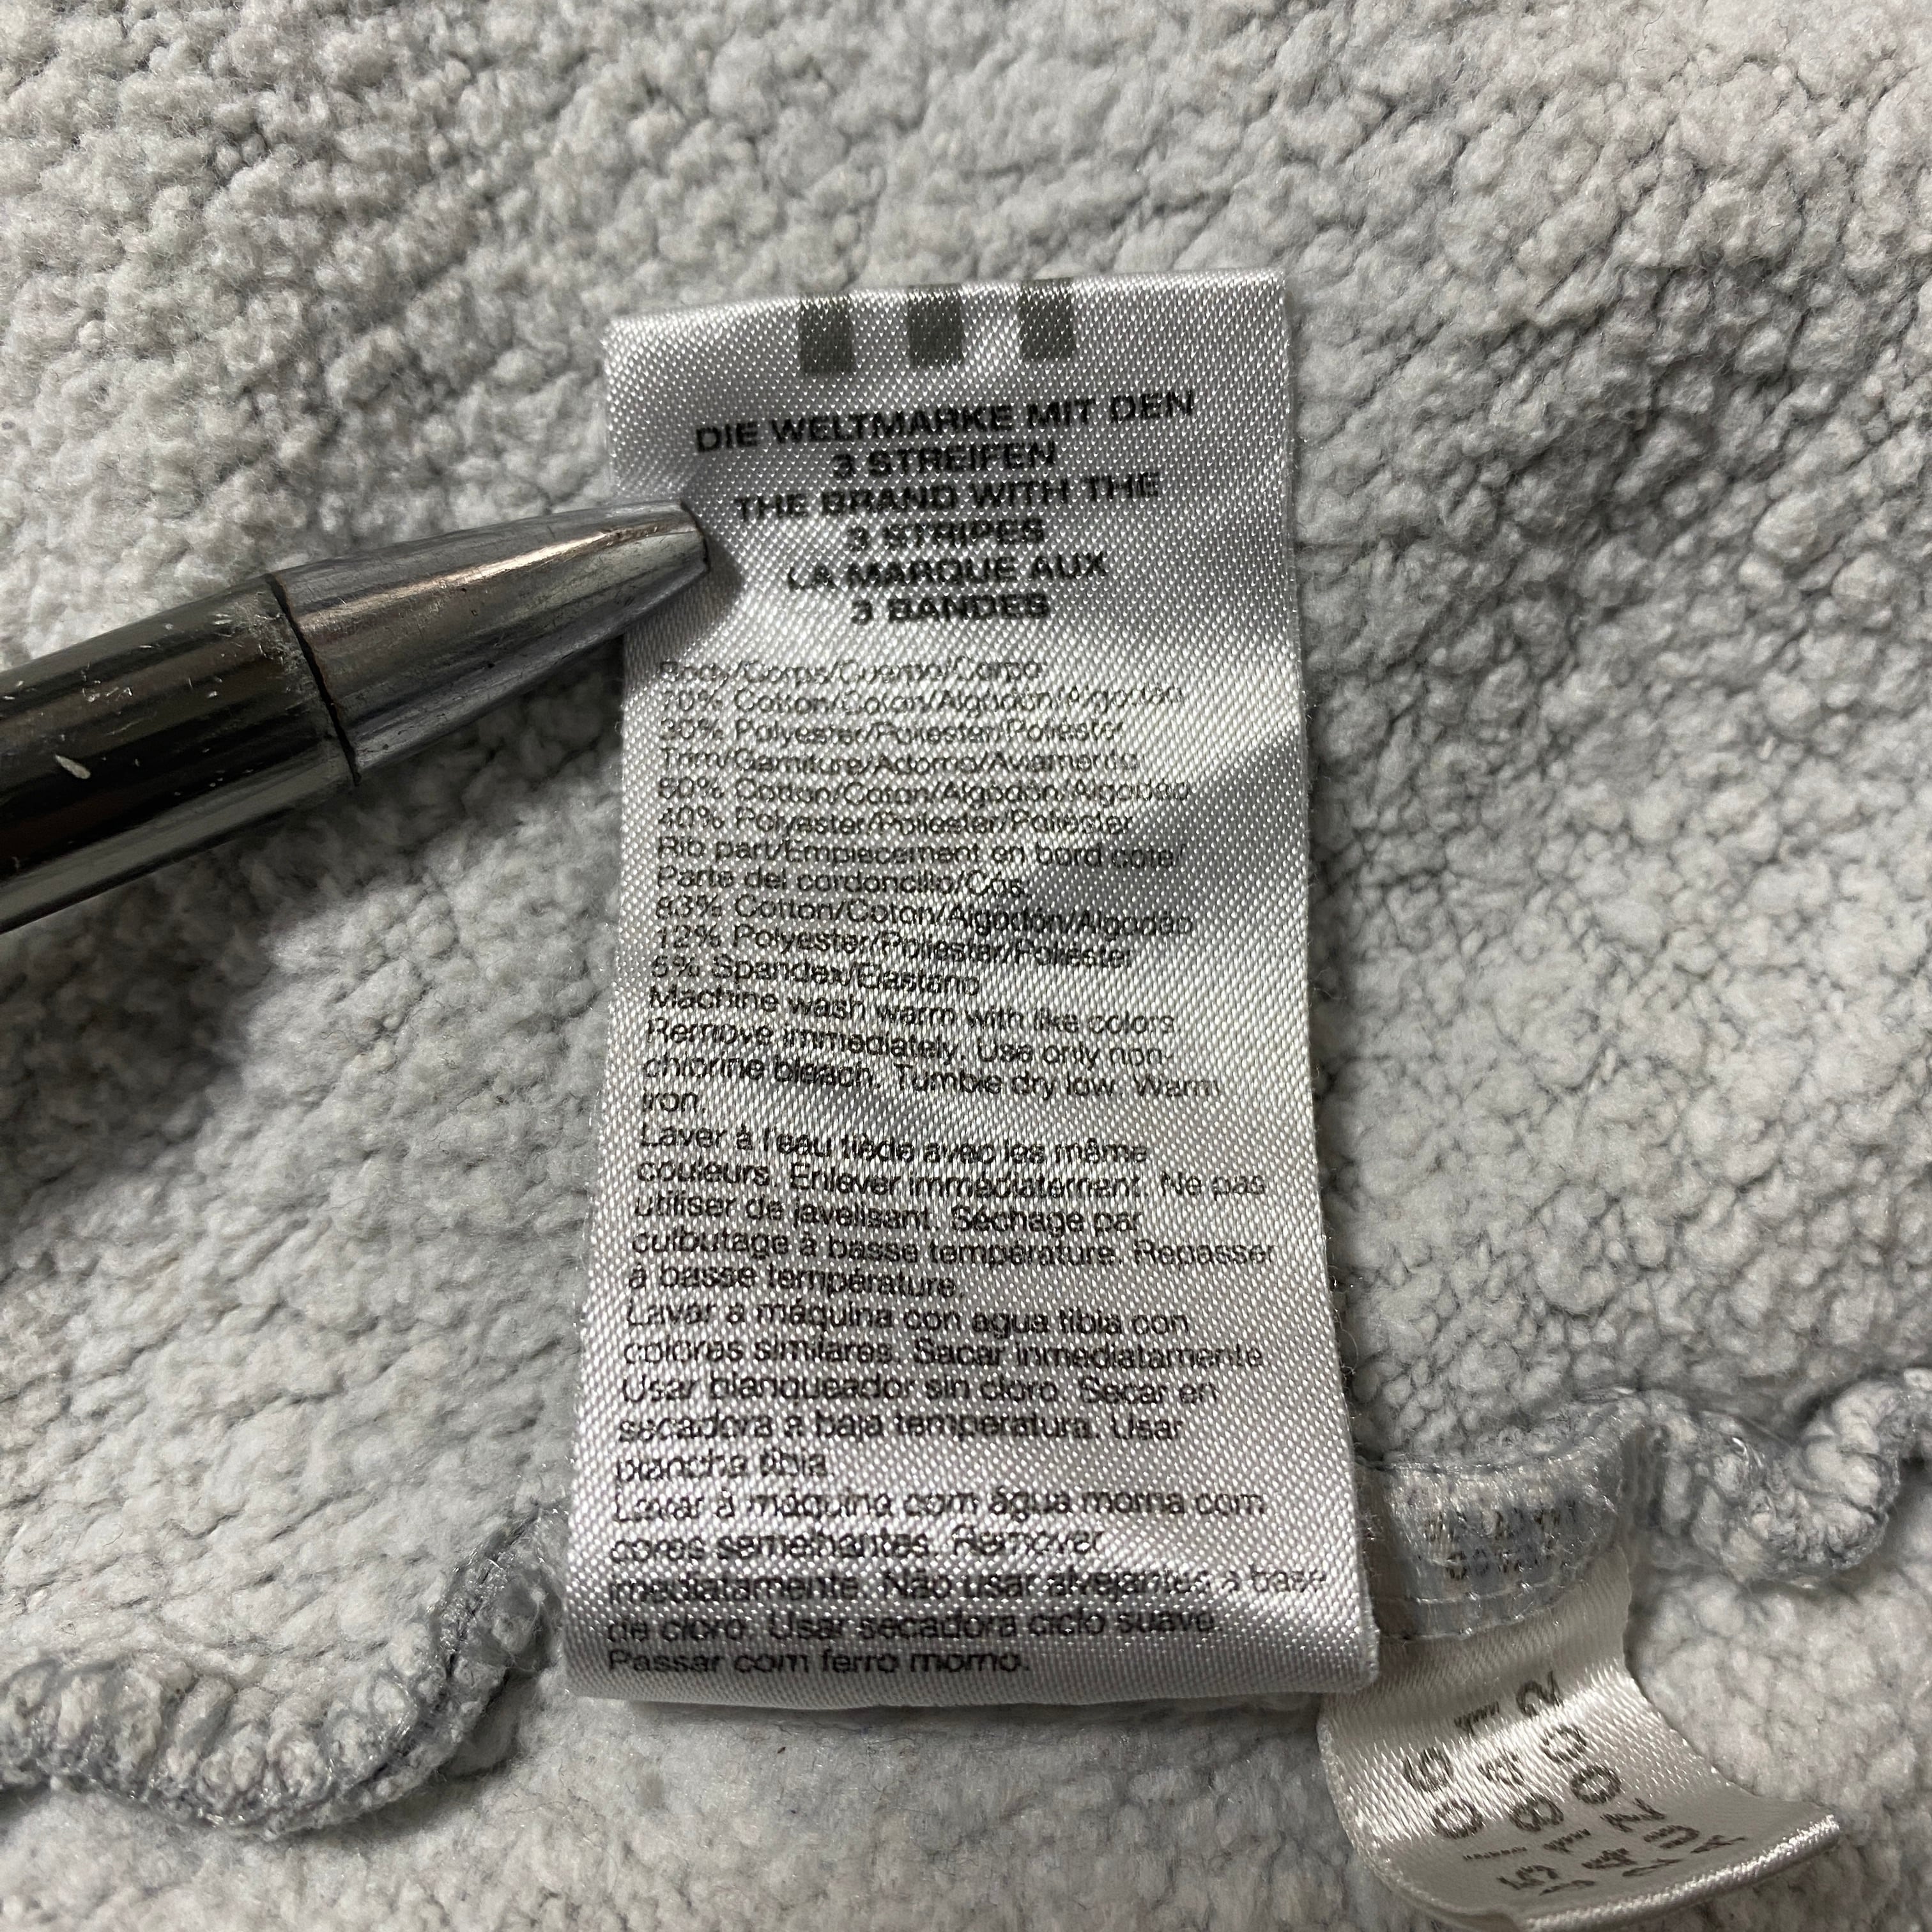 DIE WELTMARKE MIT DEN
3 STREIFEN
THE BRAND WITH THE
3 STRIPES
LA MARQUE AUX
3 BANDES
Body/Corps/Cuerpo/Corpo
70% Cotton/Coton/Algodón/Algodão
30% Polyester/Poliester/Poliester
Trim/Garniture/Adorno/Aviamento
60% Cotton/Coton/Algodón/Algodão
40% Polyester/Poliester/Poliester
Rib part/Empiecement en bord cote/
Parte del cordoncillo/Cós.
83% Cotton/Coton/Algodón/Algodão
12% Polyester/Poliester/Poliester
5% Spandex/Elastano
Machine wash warm with like colors
Remove immediately. Use only non-
chlorine bleach. Tumble dry low. Warm
iron.
Laver à l'eau tiède avec les même
couleurs. Enlever immédiatement. Ne pas
utiliser de javelisant. Séchage par
culbutage à basse température. Repasser
à basse température.
Lavar a máquina con agua tibia con
colores similares. Sacar inmediatamente
Usar blanqueador sin cloro. Secar en
secadora a baja temperatura. Usar
plancha tibia.
Lavar à máquina com água morna com
cores semelhantes. Remover
imediatamente. Não usar alvejantes a base
de cloro. Usar secadora ciclo suave.
Passar com ferro morno.